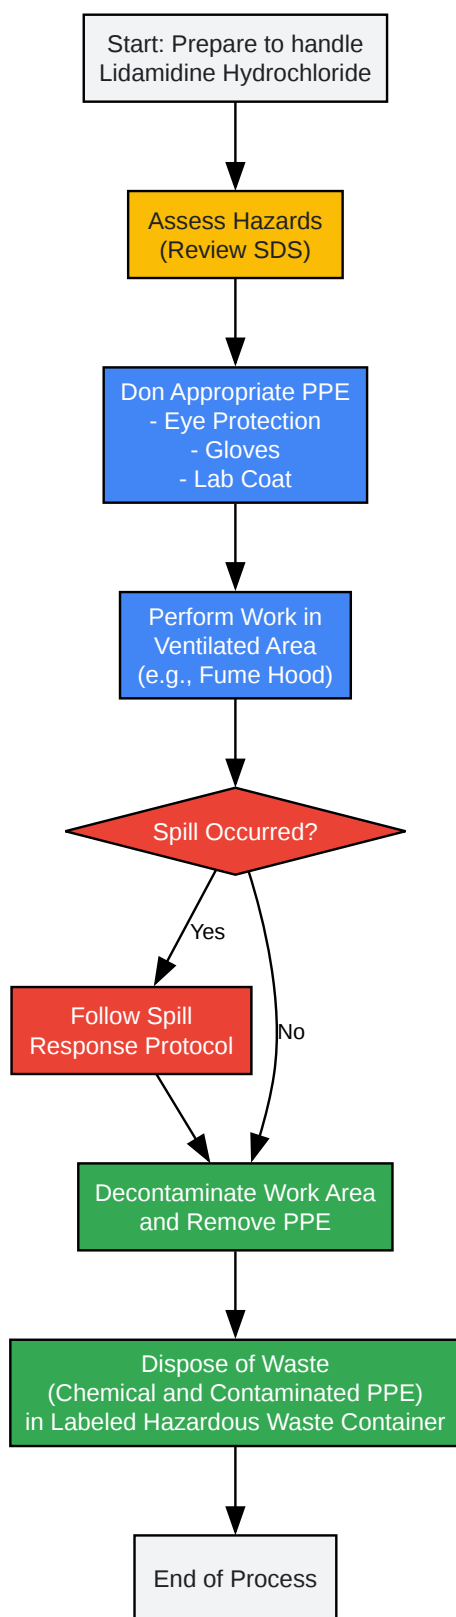 Start: Prepare to handle
Lidamidine Hydrochloride
Assess Hazards
(Review SDS)
Don Appropriate PPE
- Eye Protection
- Gloves
- Lab Coat
Perform Work in
Ventilated Area
(e.g., Fume Hood)
Spill Occurred?
Yes
Follow Spill
Response Protocol
No
Decontaminate Work Area
and Remove PPE
Dispose of Waste
(Chemical and Contaminated PPE)
in Labeled Hazardous Waste Container
End of Process